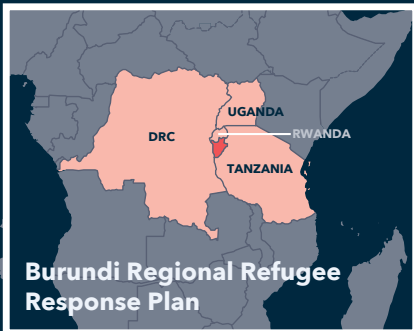 UGANDA
DRC
RWANDA
TANZANIA
Burundi Regional Refugee
Response Plan